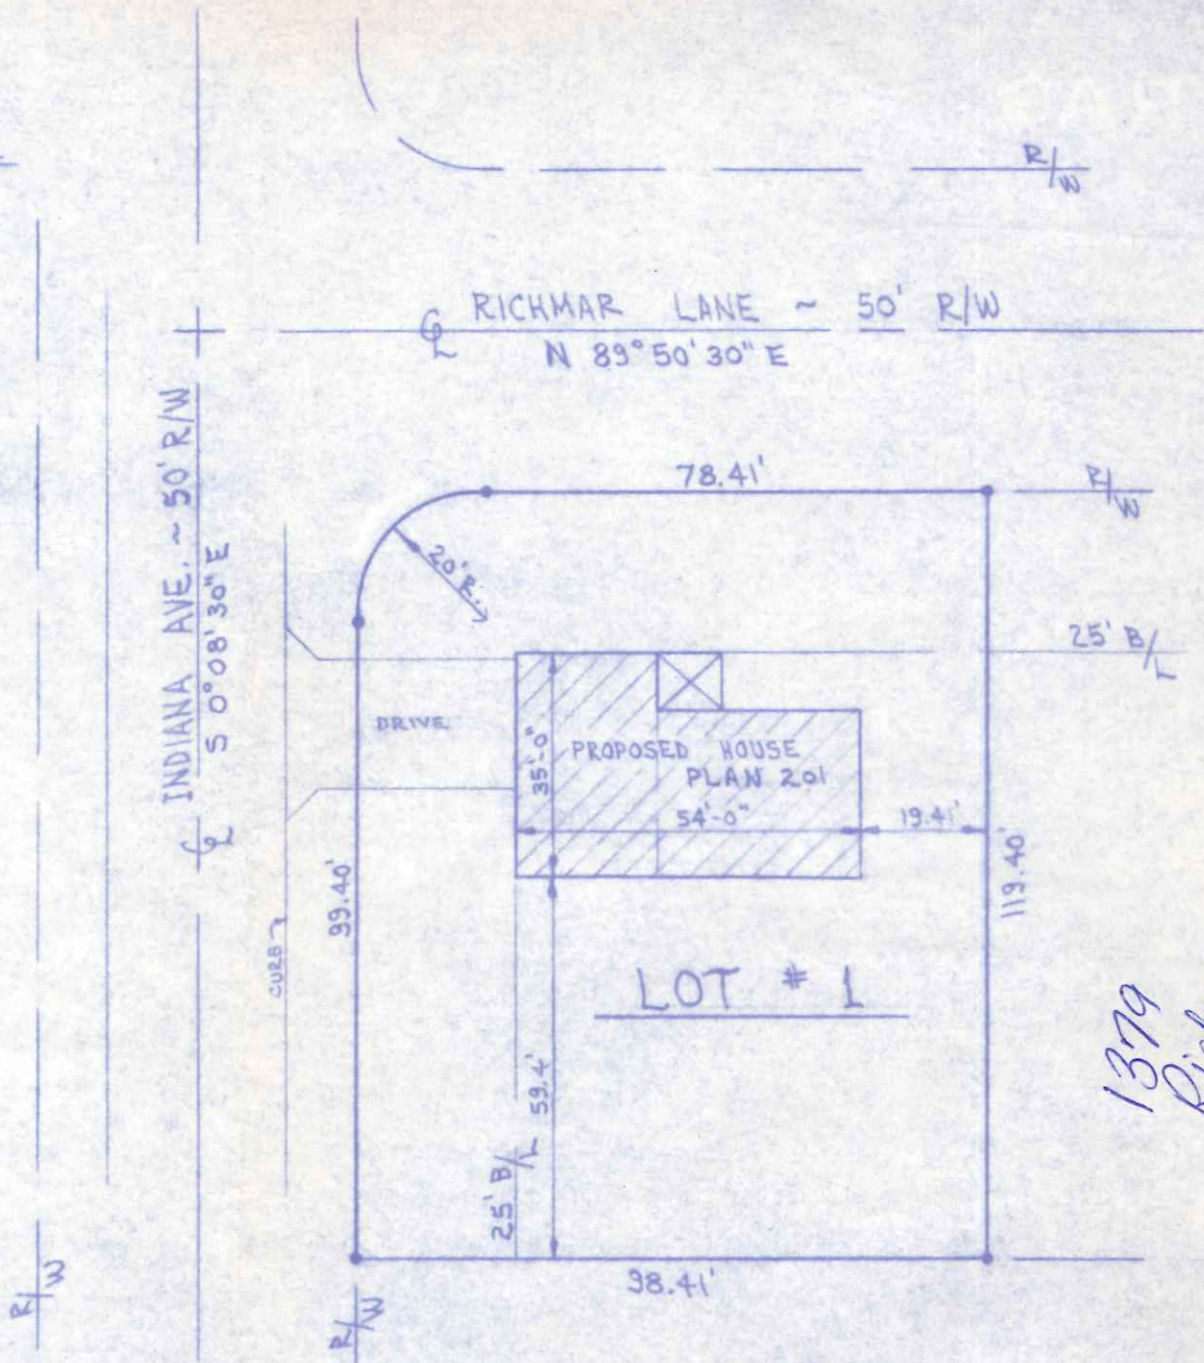 R/W
RICHMAR LANE ~ 50' R/W
N 89°50'30" E
INDIANA AVE. ~ 50' R/W
S 0°08'30" E
78.41'
R/W
20' R.
25' B/L
DRIVE
PROPOSED HOUSE
PLAN 201
35'-0"
54'-0"
19.41'
99.40'
119.40'
CURB
LOT # 1
1379
59.4'
25' B/L
98.41'
R/W
R/W